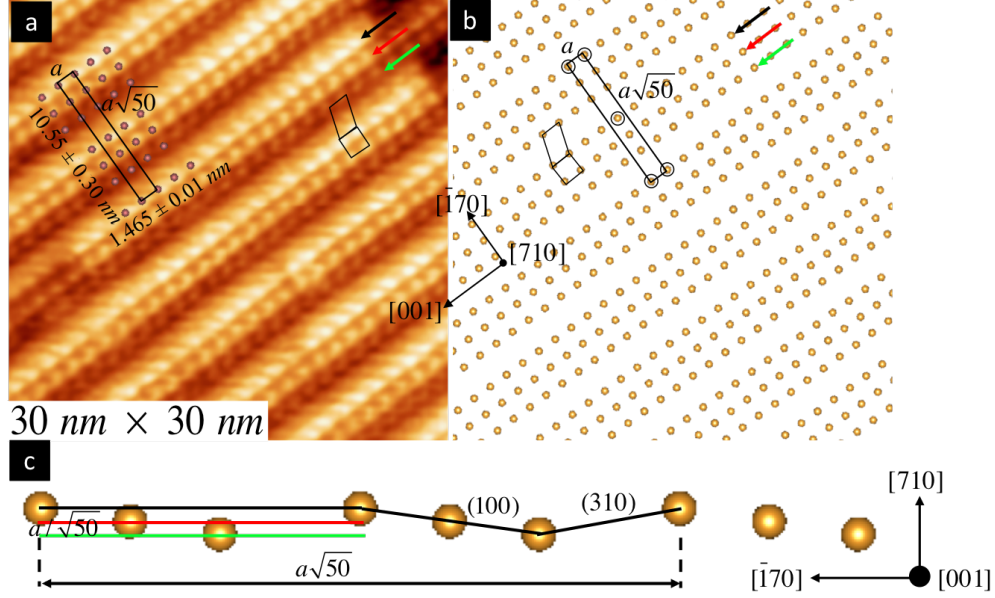 a
a
a√50
10.55 ± 0.30 nm
1.465 ± 0.01 nm
30 nm × 30 nm
b
a
a√50
[1̄70]
[710]
[001]
c
a/√50
(100)
(310)
a√50
[710]
[1̄70]
[001]